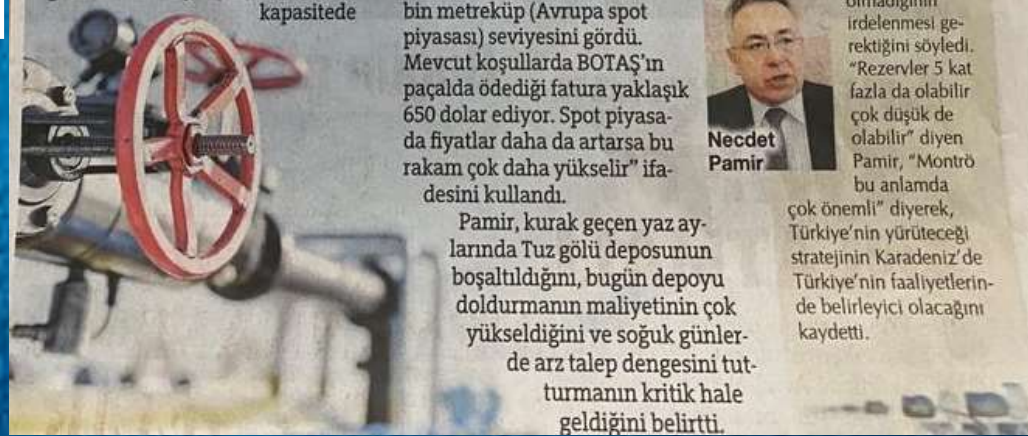 kapasitede
bin metreküp (Avrupa spot
piyasası) seviyesini gördü.
Mevcut koşullarda BOTAŞ'ın
paçalda ödediği fatura yaklaşık
650 dolar ediyor. Spot piyasa-
da fiyatlar daha da artarsa bu
rakam çok daha yükselir” ifa-
desini kullandı.
Pamir, kurak geçen yaz ay-
larında Tuz gölü deposunun
boşaltıldığını, bugün depoyu
doldurmanın maliyetinin çok
yükseldiğini ve soğuk günler-
de arz talep dengesini tut-
turmanın kritik hale
geldiğini belirtti.
Necdet
Pamir
olmadığının
irdelenmesi ge-
rektiğini söyledi.
“Rezervler 5 kat
fazla da olabilir
çok düşük de
olabilir” diyen
Pamir, “Montrö
bu anlamda
çok önemli” diyerek,
Türkiye'nin yürüteceği
stratejinin Karadeniz'de
Türkiye'nin faaliyetlerin-
de belirleyici olacağını
kaydetti.